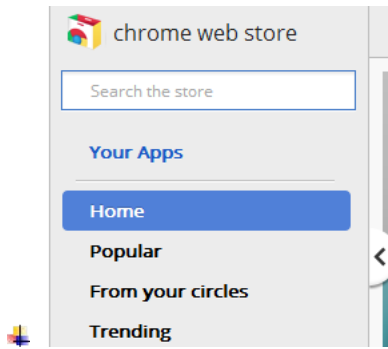 chrome web store
Search the store
Your Apps
Home
Popular
From your circles
Trending